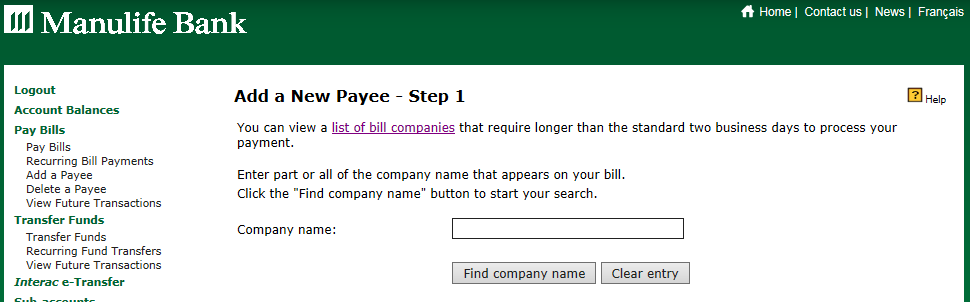 Manulife Bank
Home | Contact us | News | Français
Logout
Account Balances
Pay Bills
Pay Bills
Recurring Bill Payments
Add a Payee
Delete a Payee
View Future Transactions
Transfer Funds
Transfer Funds
Recurring Fund Transfers
View Future Transactions
Interac e-Transfer
Sub-accounts
Add a New Payee - Step 1
? Help
You can view a list of bill companies that require longer than the standard two business days to process your
payment.
Enter part or all of the company name that appears on your bill.
Click the "Find company name" button to start your search.
Company name:
Find company name Clear entry